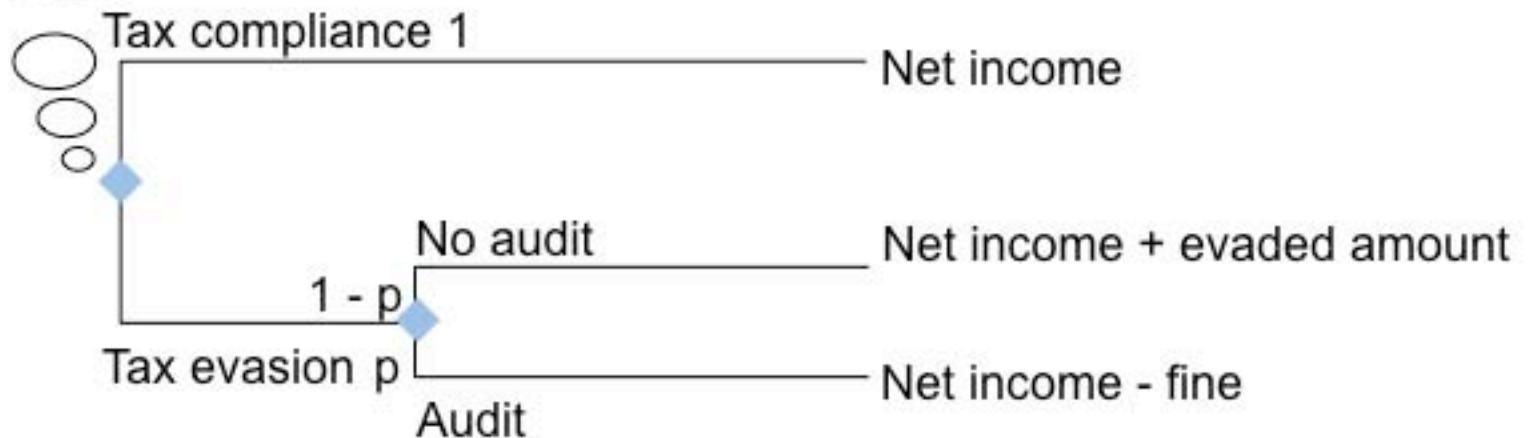 Tax compliance 1
Net income
No audit
Net income + evaded amount
1 - p
Tax evasion p
Net income - fine
Audit